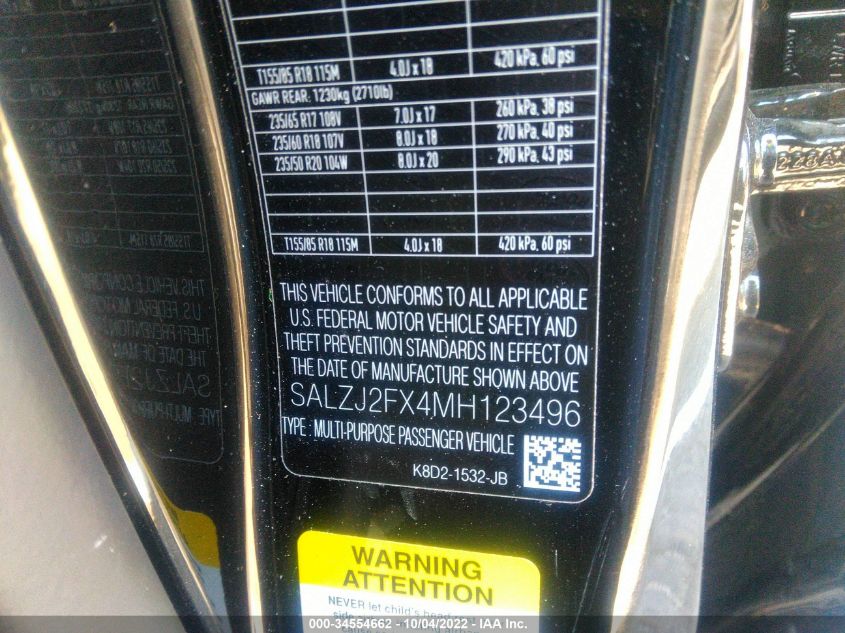 T155/85 R18 115M 4.0J x 18 420 kPa, 60 psi
GAWR REAR: 1230kg (2710lb)
235/65 R17 108V 7.0J x 17 260 kPa, 38 psi
235/60 R18 107V 8.0J x 18 270 kPa, 40 psi
235/50 R20 104W 8.0J x 20 290 kPa, 43 psi
T155/85 R18 115M 4.0J x 18 420 kPa, 60 psi
THIS VEHICLE CONFORMS TO ALL APPLICABLE
U.S. FEDERAL MOTOR VEHICLE SAFETY AND
THEFT PREVENTION STANDARDS IN EFFECT ON
THE DATE OF MANUFACTURE SHOWN ABOVE
SALZJ2FX4MH123496
TYPE : MULTI-PURPOSE PASSENGER VEHICLE
K8D2-1532-JB
WARNING
ATTENTION
NEVER let child's head
000-34554662 - 10/04/2022 - IAA Inc.